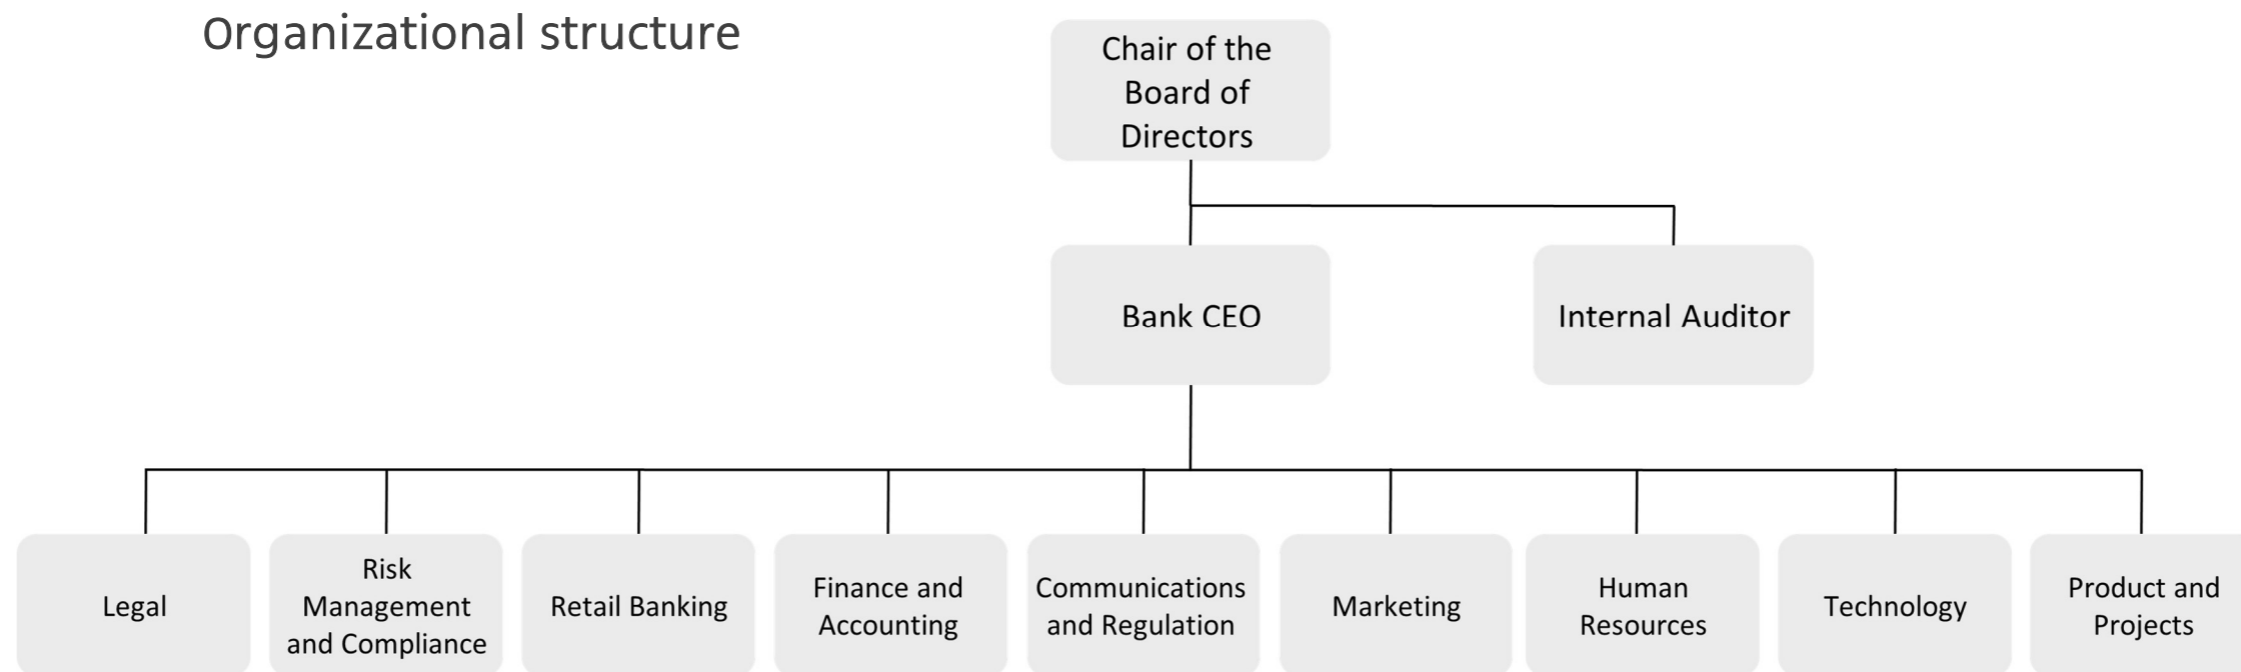 Organizational structure
Chair of the
Board of
Directors
Bank CEO
Internal Auditor
Legal
Risk
Management
and Compliance
Retail Banking
Finance and
Accounting
Communications
and Regulation
Marketing
Human
Resources
Technology
Product and
Projects